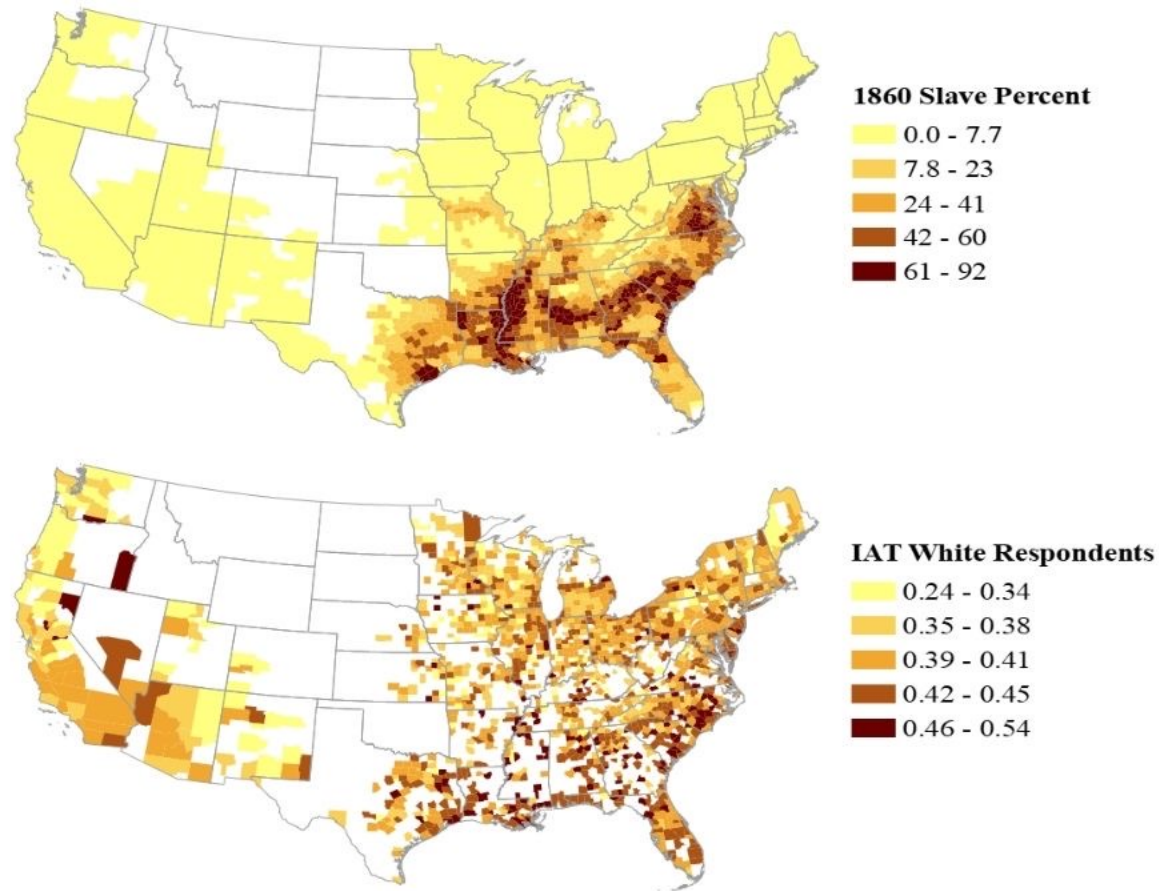 1860 Slave Percent
0.0 - 7.7
7.8 - 23
24 - 41
42 - 60
61 - 92
IAT White Respondents
0.24 - 0.34
0.35 - 0.38
0.39 - 0.41
0.42 - 0.45
0.46 - 0.54